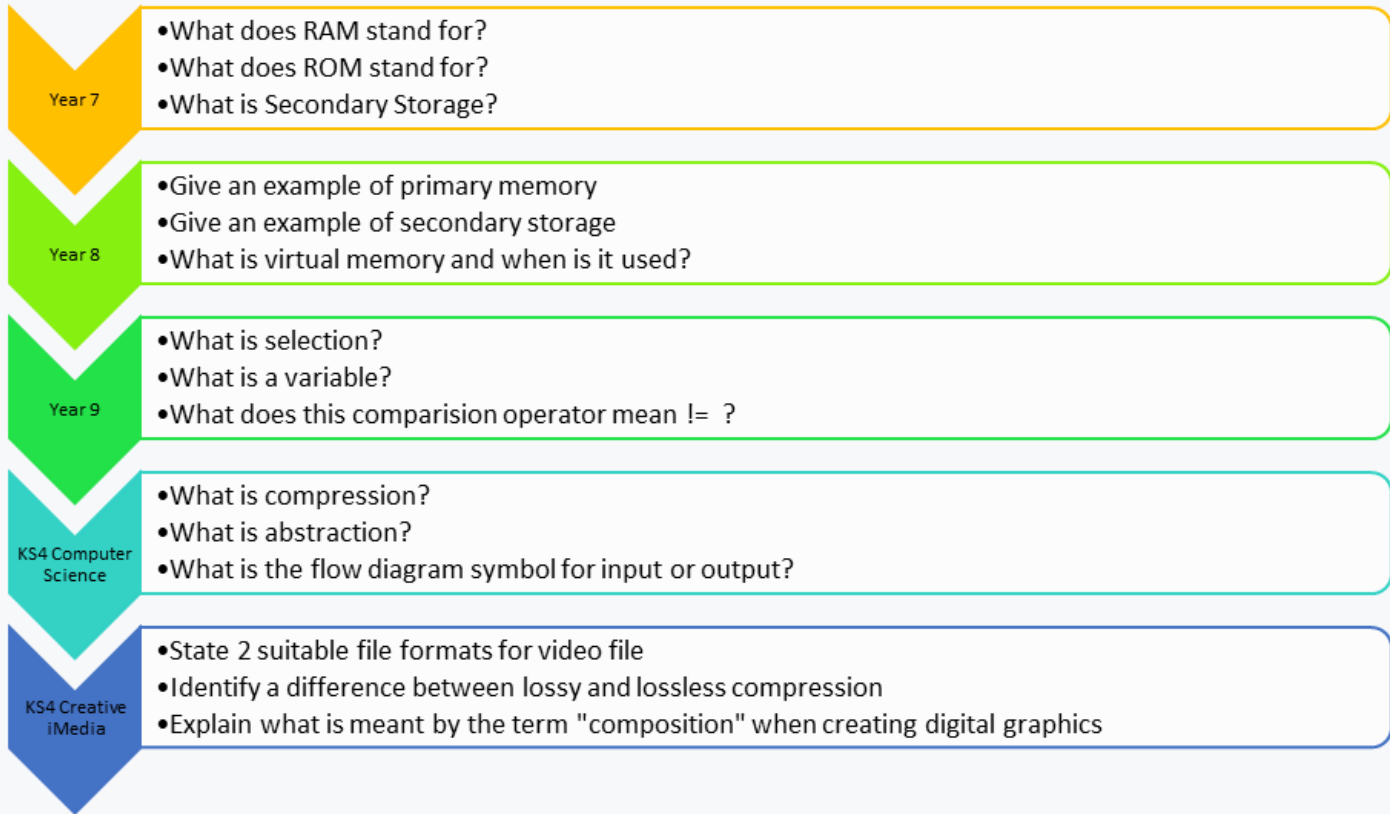 Year 7
•What does RAM stand for?
•What does ROM stand for?
•What is Secondary Storage?
Year 8
•Give an example of primary memory
•Give an example of secondary storage
•What is virtual memory and when is it used?
Year 9
•What is selection?
•What is a variable?
•What does this comparision operator mean != ?
KS4 Computer
Science
•What is compression?
•What is abstraction?
•What is the flow diagram symbol for input or output?
KS4 Creative
iMedia
•State 2 suitable file formats for video file
•Identify a difference between lossy and lossless compression
•Explain what is meant by the term "composition" when creating digital graphics